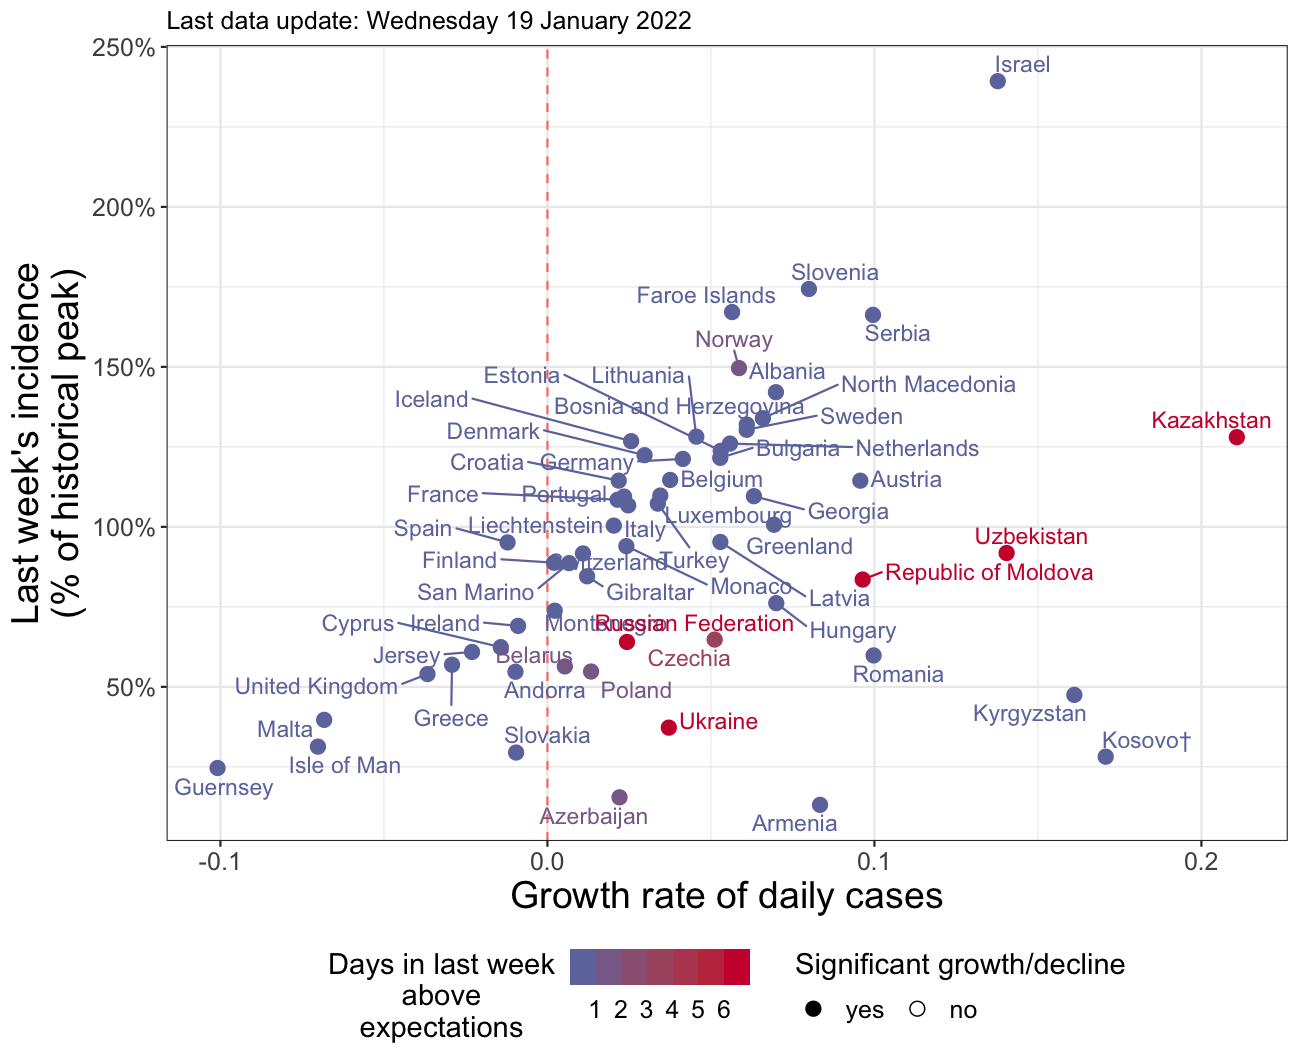 Last data update: Wednesday 19 January 2022
Last week's incidence
(% of historical peak)
250%
200%
150%
100%
50%
Israel
Slovenia
Faroe Islands
Serbia
Norway
Albania
Estonia
Lithuania
North Macedonia
Iceland
Bosnia and Herzegovina
Sweden
Kazakhstan
Denmark
Bulgaria
Netherlands
Croatia
Germany
Belgium
Austria
France
Portugal
Georgia
Luxembourg
Spain
Liechtenstein
Italy
Uzbekistan
Greenland
Finland
Turkey
Republic of Moldova
San Marino
Gibraltar
Monaco
Latvia
Cyprus
Ireland
Russian Federation
Hungary
Jersey
Belarus
Czechia
Romania
United Kingdom
Andorra
Poland
Greece
Ukraine
Kyrgyzstan
Malta
Slovakia
Kosovo†
Isle of Man
Guernsey
Azerbaijan
Armenia
-0.1
0.0
0.1
0.2
Growth rate of daily cases
Days in last week
above
expectations
1 2 3 4 5 6
Significant growth/decline
yes
no